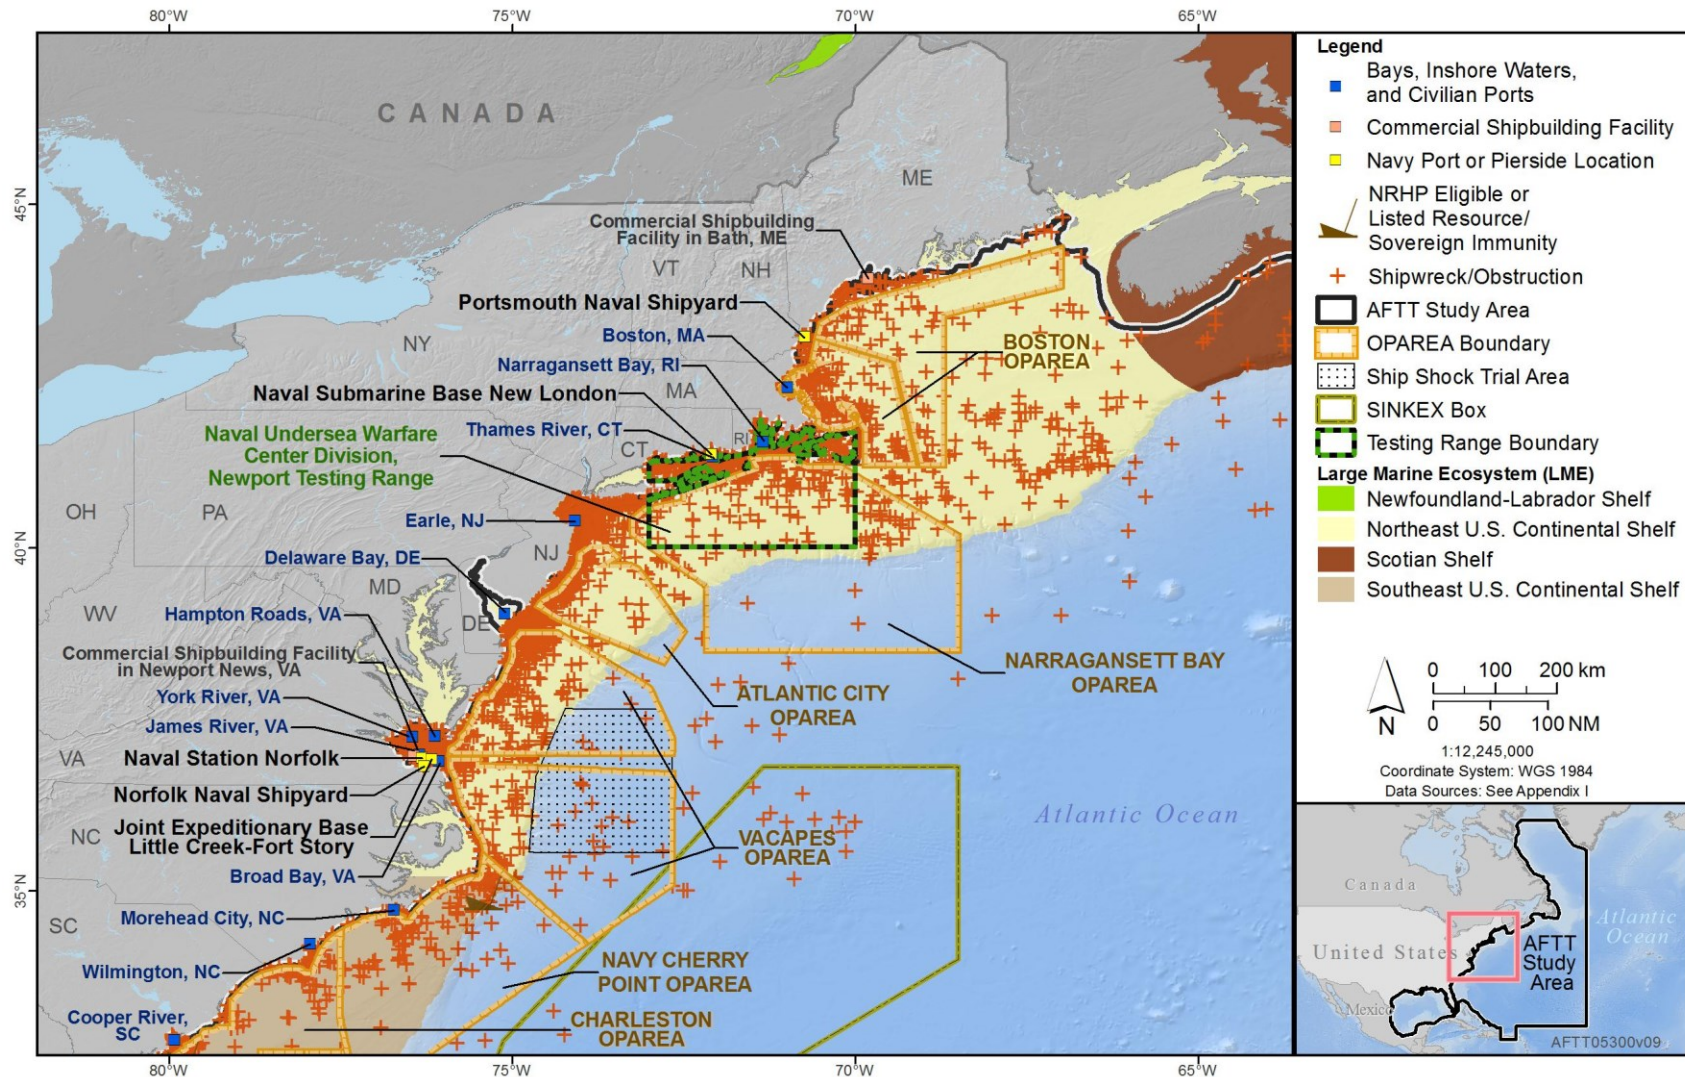 80°W
75°W
70°W
65°W
45°N
40°N
35°N
80°W
75°W
70°W
65°W
45°N
40°N
35°N
CANADA
ME
Commercial Shipbuilding
Facility in Bath, ME
VT
NH
Portsmouth Naval Shipyard
Boston, MA
NY
Narragansett Bay, RI
BOSTON
OPAREA
MA
Naval Submarine Base New London
Thames River, CT
RI
CT
Naval Undersea Warfare
Center Division,
Newport Testing Range
OH
PA
Earle, NJ
NJ
Delaware Bay, DE
MD
WV
Hampton Roads, VA
DE
Commercial Shipbuilding Facility
in Newport News, VA
NARRAGANSETT BAY
OPAREA
York River, VA
ATLANTIC CITY
OPAREA
James River, VA
VA
Naval Station Norfolk
Norfolk Naval Shipyard
Atlantic Ocean
NC
Joint Expeditionary Base
Little Creek-Fort Story
VACAPES
OPAREA
Broad Bay, VA
Morehead City, NC
SC
Wilmington, NC
NAVY CHERRY
POINT OPAREA
Cooper River,
SC
CHARLESTON
OPAREA
Legend
Bays, Inshore Waters,
and Civilian Ports
Commercial Shipbuilding Facility
Navy Port or Pierside Location
NRHP Eligible or
Listed Resource/
Sovereign Immunity
Shipwreck/Obstruction
AFTT Study Area
OPAREA Boundary
Ship Shock Trial Area
SINKEX Box
Testing Range Boundary
Large Marine Ecosystem (LME)
Newfoundland-Labrador Shelf
Northeast U.S. Continental Shelf
Scotian Shelf
Southeast U.S. Continental Shelf
N
0 100 200 km
0 50 100 NM
1:12,245,000
Coordinate System: WGS 1984
Data Sources: See Appendix I
Canada
United States
Mexico
Atlantic
Ocean
AFTT
Study
Area
AFTT05300v09